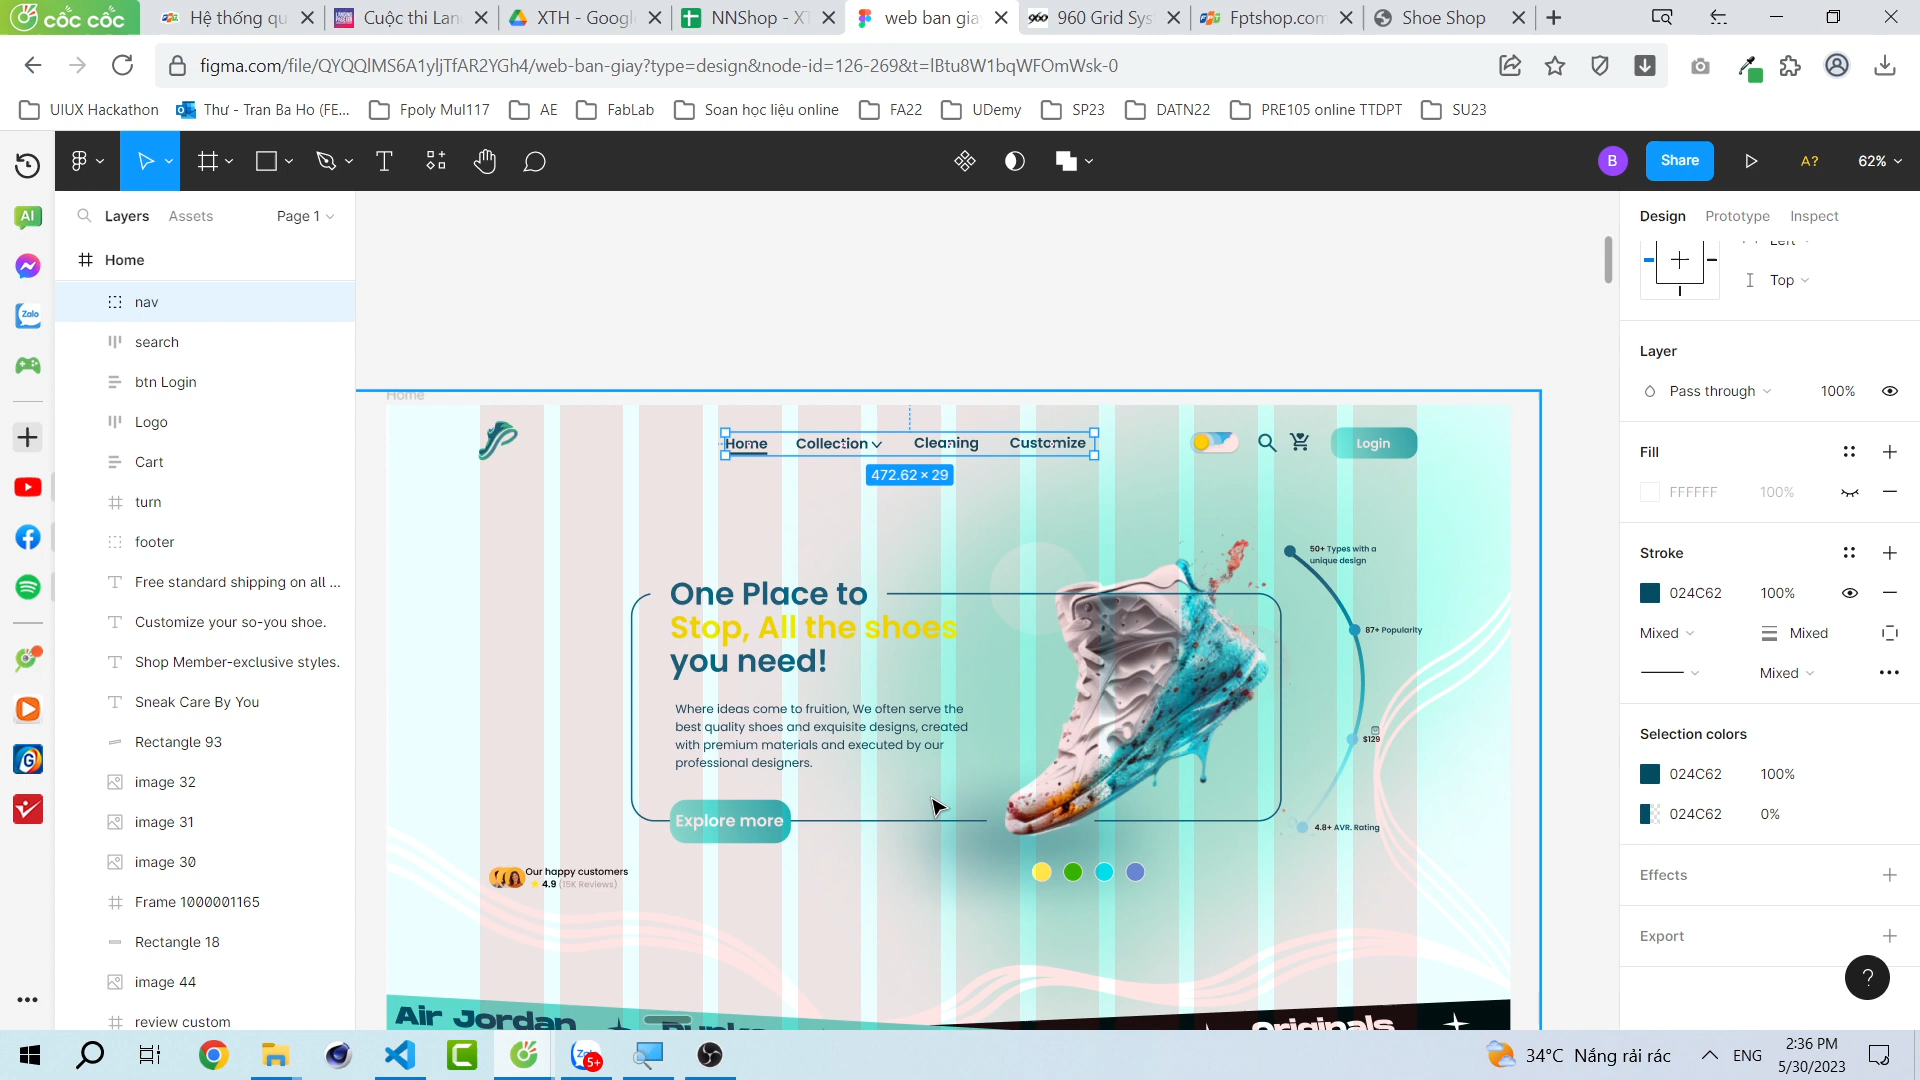 cốc cốc
Hệ thống qu
Cuộc thi Lan
XTH - Googl
NNShop - XT
web ban gia
960 Grid Sys
Fptshop.com
Shoe Shop
figma.com/file/QYQQlMS6A1yljTfAR2YGh4/web-ban-giay?type=design&node-id=126-269&t=lBtu8W1bqWFOmWsk-0
UIUX Hackathon
Thư - Tran Ba Ho (FE...
Fpoly Mul117
AE
FabLab
Soan học liệu online
FA22
UDemy
SP23
DATN22
PRE105 online TTDPT
SU23
B
Share
A?
62%
Layers
Assets
Page 1
Home
nav
search
btn Login
Logo
Cart
turn
footer
Free standard shipping on all ...
Customize your so-you shoe.
Shop Member-exclusive styles.
Sneak Care By You
Rectangle 93
image 32
image 31
image 30
Frame 1000001165
Rectangle 18
image 44
review custom
AI
Zalo
Home
Home
Collection
Cleaning
Customize
Login
472.62 × 29
50+ Types with a
unique design
87+ Popularity
$129
4.8+ AVR. Rating
One Place to
Stop, All the shoes
you need!
Where ideas come to fruition, We often serve the
best quality shoes and exquisite designs, created
with premium materials and executed by our
professional designers.
Explore more
Our happy customers
4.9 (15K Reviews)
Air Jordan
Originals
Design
Prototype
Inspect
Left
Top
Layer
Pass through
100%
Fill
FFFFFF
100%
Stroke
024C62
100%
Mixed
Mixed
Mixed
Selection colors
024C62
100%
024C62
0%
Effects
Export
?
5+
34°C Nắng rải rác
ENG
2:36 PM
5/30/2023